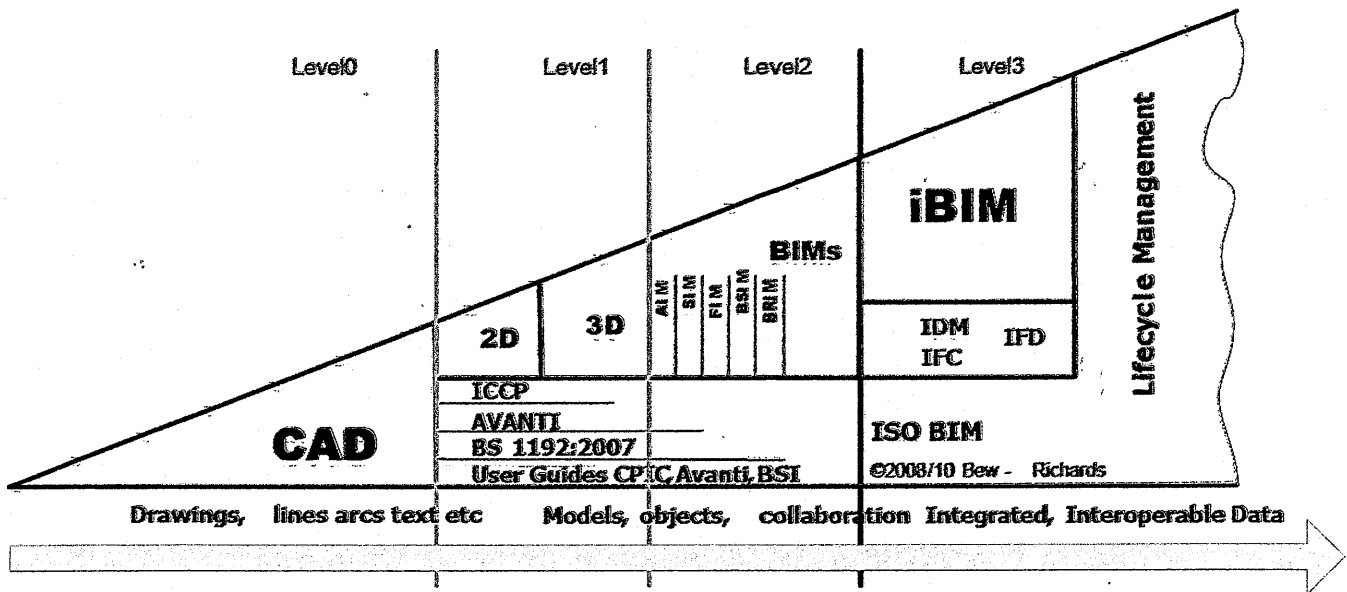 Level0
Level1
Level2
Level3
Lifecycle Management
iBIM
BIMs
AIM
SIM
FIM
BSIM
BRIM
2D
3D
IDM
IFD
IFC
ICCP
AVANTI
CAD
BS 1192:2007
User Guides CPIC, Avanti, BSI
ISO BIM
©2008/10 Bew - Richards
Drawings, lines arcs text etc
Models, objects, collaboration
Integrated, Interoperable Data